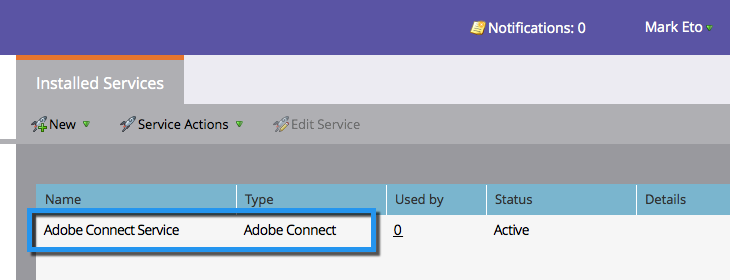 Notifications: 0 Mark Eto
Installed Services
New Service Actions Edit Service
Name Type Used by Status Details
Adobe Connect Service Adobe Connect 0 Active